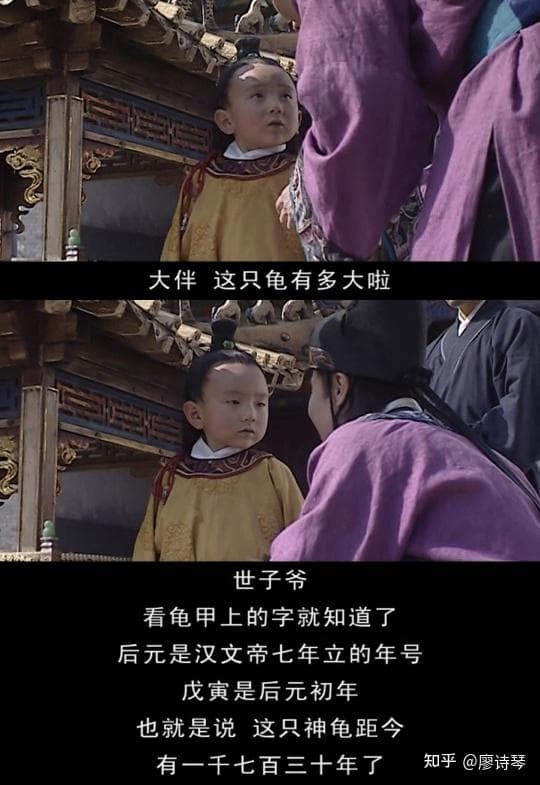 大伴 这只龟有多大啦
世子爷
看龟甲上的字就知道了
后元是汉文帝七年立的年号
戊寅是后元初年
也就是说 这只神龟距今
有一千七百三十年了
知乎 @廖诗琴